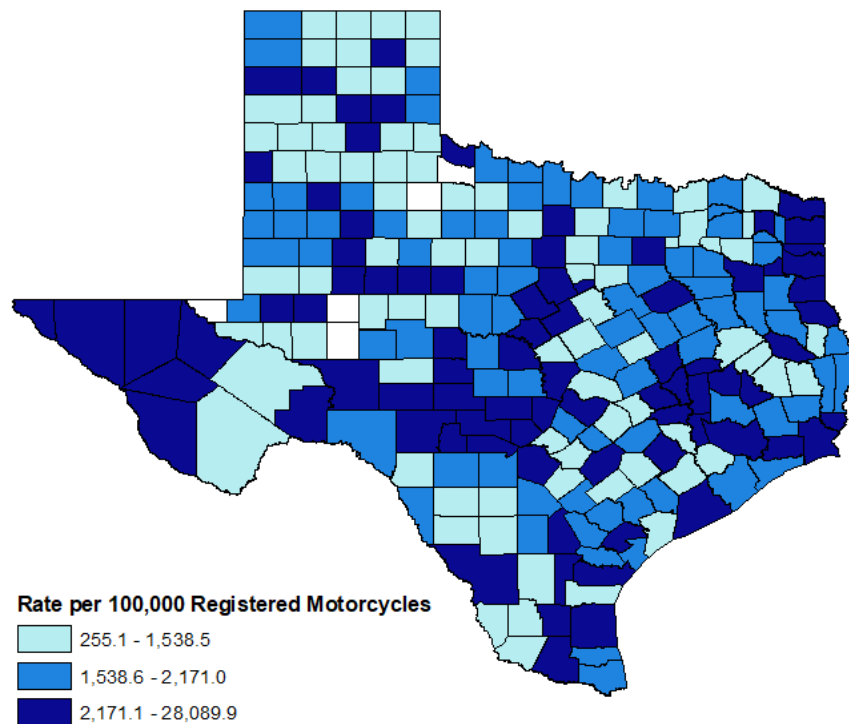 Rate per 100,000 Registered Motorcycles
255.1 - 1,538.5
1,538.6 - 2,171.0
2,171.1 - 28,089.9